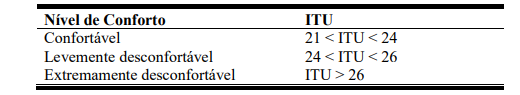 Nível de Conforto ITU
Confortável 21 < ITU < 24
Levemente desconfortável 24 < ITU < 26
Extremamente desconfortável ITU > 26